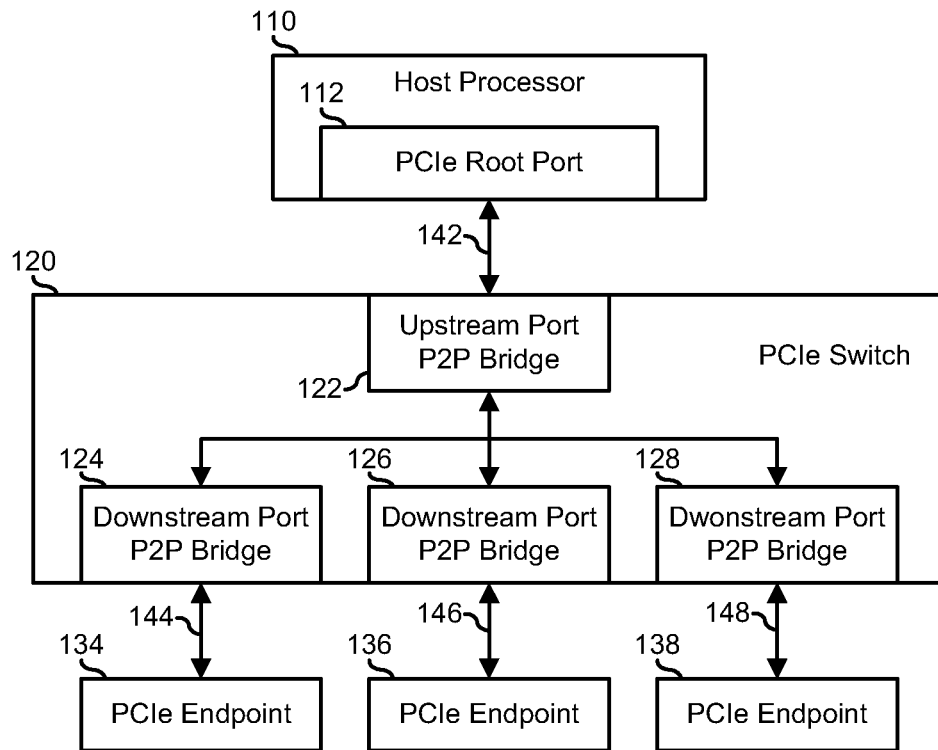 110
Host Processor
112
PCIe Root Port
142
120
Upstream Port
P2P Bridge
PCIe Switch
122
124
126
128
Downstream Port
P2P Bridge
Downstream Port
P2P Bridge
Dwonstream Port
P2P Bridge
144
146
148
134
136
138
PCIe Endpoint
PCIe Endpoint
PCIe Endpoint